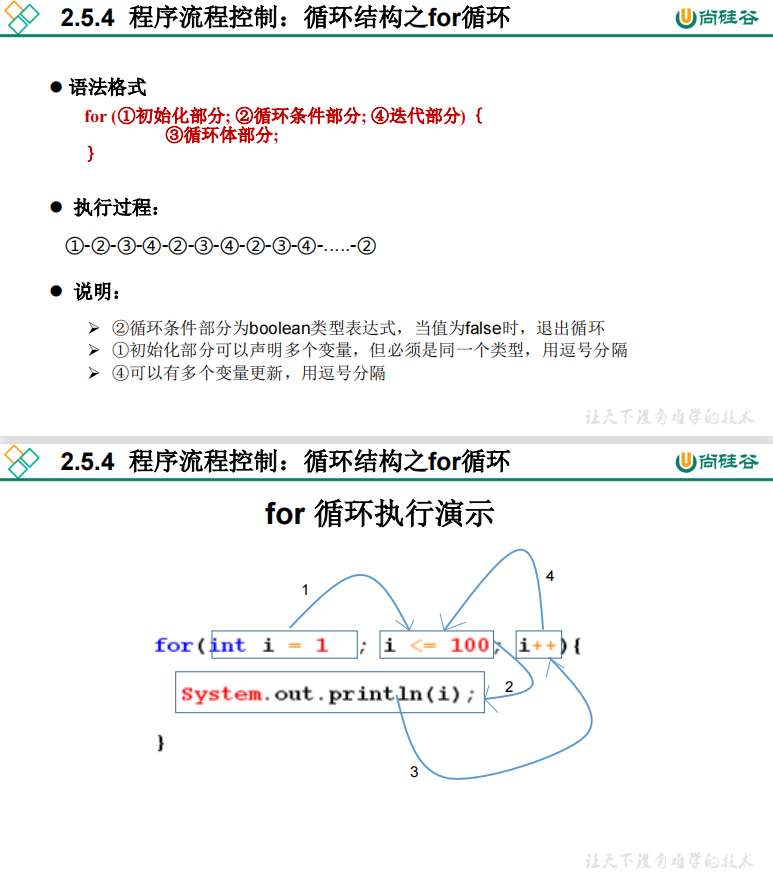 2.5.4 程序流程控制：循环结构之for循环
尚硅谷
● 语法格式
for (①初始化部分; ②循环条件部分; ④迭代部分)｛
③循环体部分;
｝
● 执行过程：
①-②-③-④-②-③-④-②-③-④-.....-②
● 说明：
➢ ②循环条件部分为boolean类型表达式，当值为false时，退出循环
➢ ①初始化部分可以声明多个变量，但必须是同一个类型，用逗号分隔
➢ ④可以有多个变量更新，用逗号分隔
让天下没有难学的技术
2.5.4 程序流程控制：循环结构之for循环
尚硅谷
for 循环执行演示
1
4
for(int i = 1 ; i <= 100; i++){
2
System.out.println(i);
}
3
让天下没有难学的技术